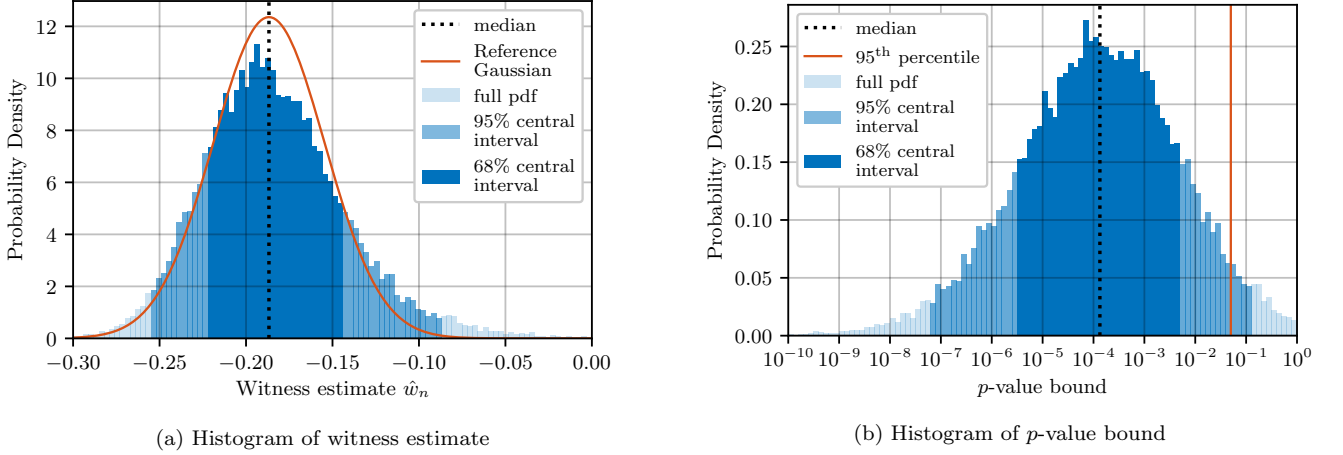 Probability Density
12
10
8
6
4
2
0
−0.30
−0.25
−0.20
−0.15
−0.10
−0.05
0.00
Witness estimate ŵₙ
median
Reference
Gaussian
full pdf
95% central
interval
68% central
interval
(a) Histogram of witness estimate
Probability Density
0.25
0.20
0.15
0.10
0.05
0.00
10⁻¹⁰
10⁻⁹
10⁻⁸
10⁻⁷
10⁻⁶
10⁻⁵
10⁻⁴
10⁻³
10⁻²
10⁻¹
10⁰
p-value bound
median
95ᵗʰ percentile
full pdf
95% central
interval
68% central
interval
(b) Histogram of p-value bound